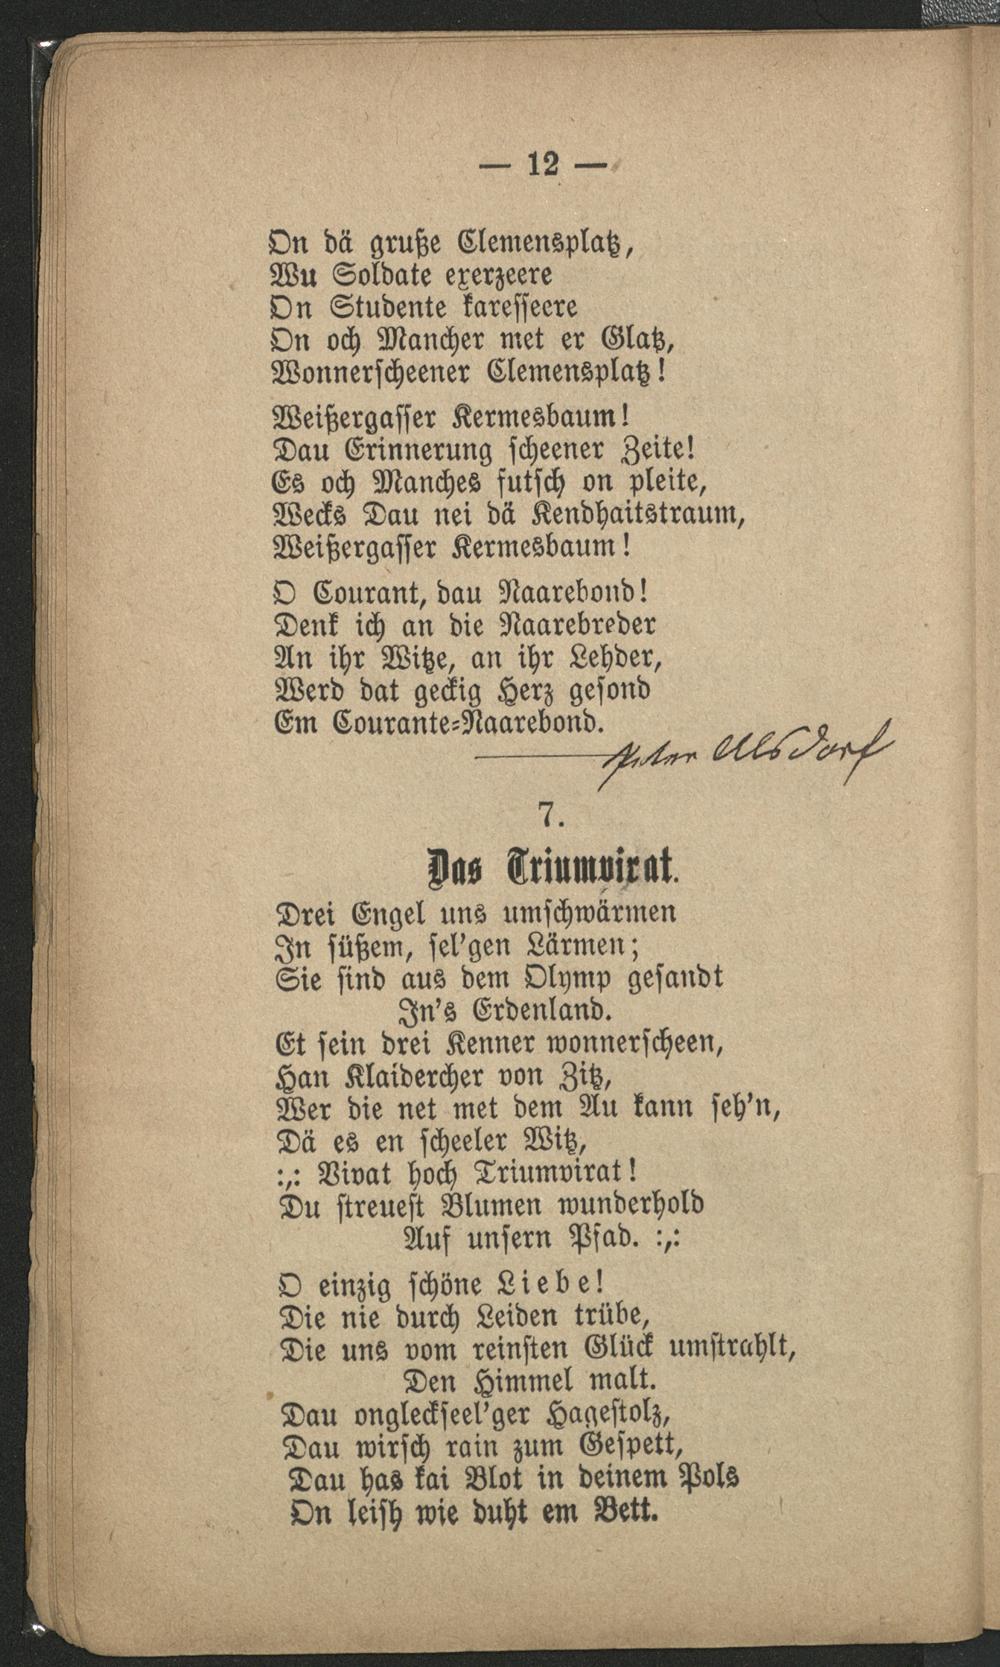 — 12 —
On dä gruße Clemensplatz,
Wu Soldate exerzeere
On Studente karesseere
On och Mancher met er Glatz,
Wonnerscheener Clemensplatz!
Weißergasser Kermesbaum!
Dau Erinnerung scheener Zeite!
Es och Manches futsch on pleite,
Wecks Dau nei dä Kendhaitstraum,
Weißergasser Kermesbaum!
O Courant, dau Naarebond!
Denk ich an die Naarebreder
An ihr Witze, an ihr Lehder,
Werd dat geckig Herz gesond
Em Courante-Naarebond.
Peter Alsdorf
7.
Das Triumvirat.
Drei Engel uns umschwärmen
In süßem, sel'gen Lärmen;
Sie sind aus dem Olymp gesandt
In's Erdenland.
Et sein drei Kenner wonnerscheen,
Han Klaidercher von Zitz,
Wer die net met dem Au kann seh'n,
Dä es en scheeler Witz,
:,: Vivat hoch Triumvirat!
Du streuest Blumen wunderhold
Auf unsern Pfad. :,:
O einzig schöne Liebe!
Die nie durch Leiden trübe,
Die uns vom reinsten Glück umstrahlt,
Den Himmel malt.
Dau ongleckseel'ger Hagestolz,
Dau wirsch rain zum Gespett,
Dau has kai Blot in deinem Pols
On leish wie duht em Bett.